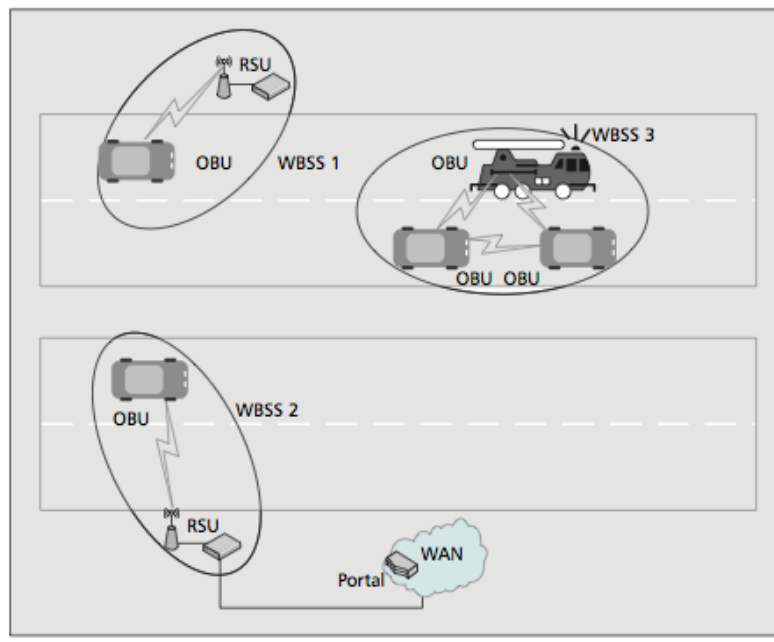 RSU
OBU
WBSS 1
OBU
WBSS 3
OBU OBU
OBU
WBSS 2
RSU
WAN
Portal